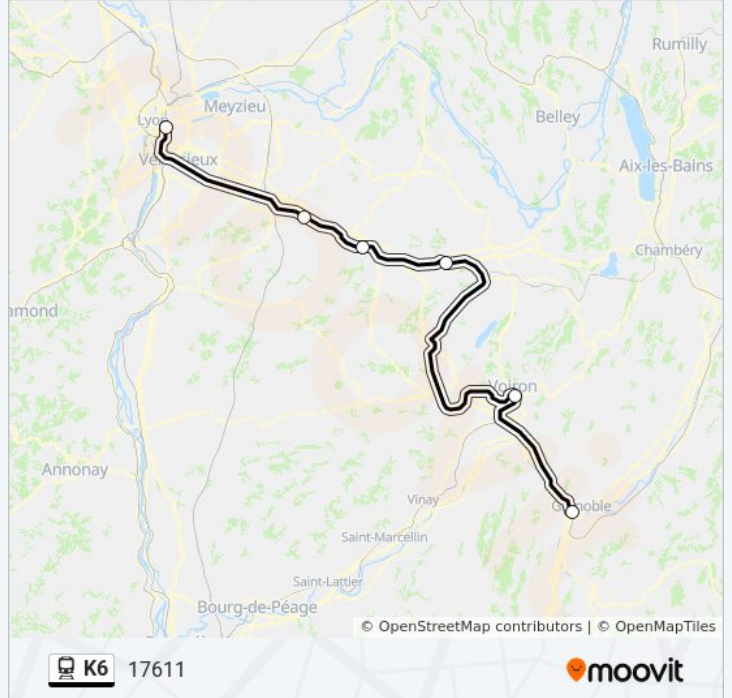 Rumilly
Meyzieu
Lyon
Belley
Vénissieux
Aix-les-Bains
Chambéry
amond
Voiron
Annonay
Vinay
Grenoble
Saint-Marcellin
Saint-Lattier
Bourg-de-Péage
© OpenStreetMap contributors | © OpenMapTiles
K6 17611
moovit